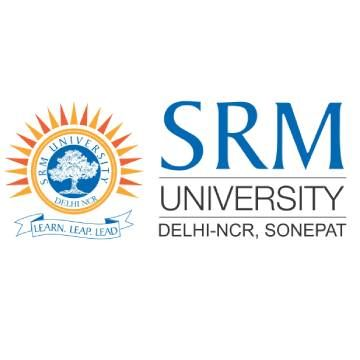 SRM UNIVERSITY
DELHI-NCR
LEARN. LEAP. LEAD
SRM
UNIVERSITY
DELHI-NCR, SONEPAT